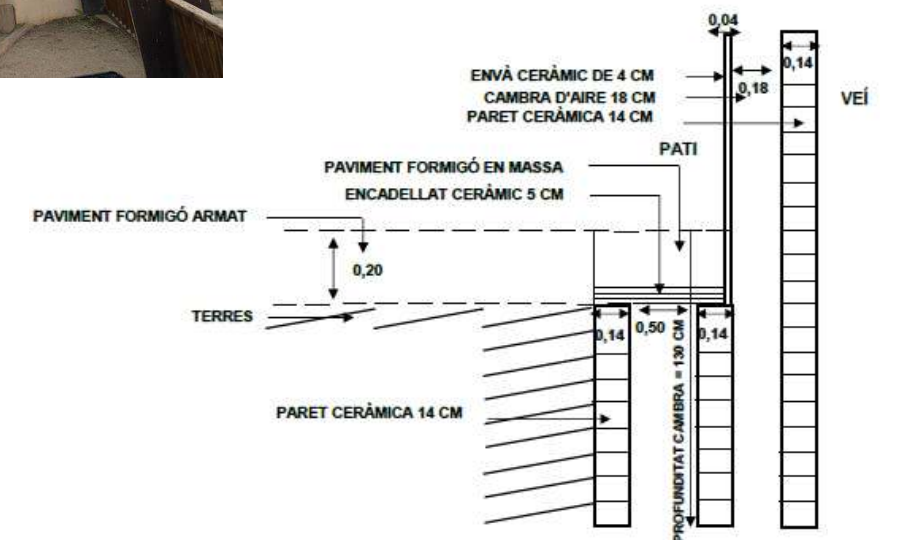 0,04
0,14
ENVÀ CERÀMIC DE 4 CM
0,18
CAMBRA D'AIRE 18 CM
VEÍ
PARET CERÀMICA 14 CM
PATI
PAVIMENT FORMIGÓ EN MASSA
ENCADELLAT CERÀMIC 5 CM
PAVIMENT FORMIGÓ ARMAT
0,20
TERRES
0,14
0,50
0,14
PROFUNDITAT CAMBRA = 130 CM
PARET CERÀMICA 14 CM